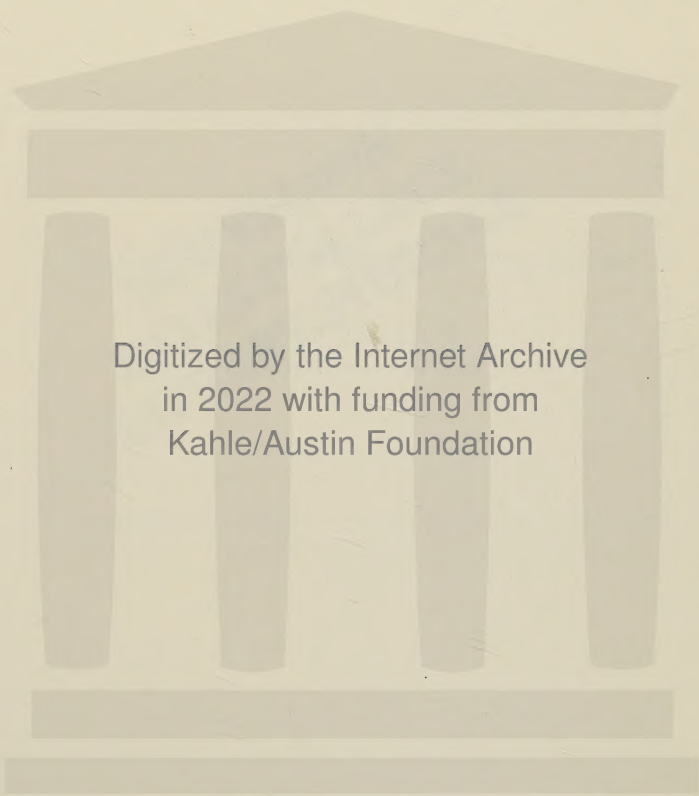 Digitized by the Internet Archive
in 2022 with funding from
Kahle/Austin Foundation